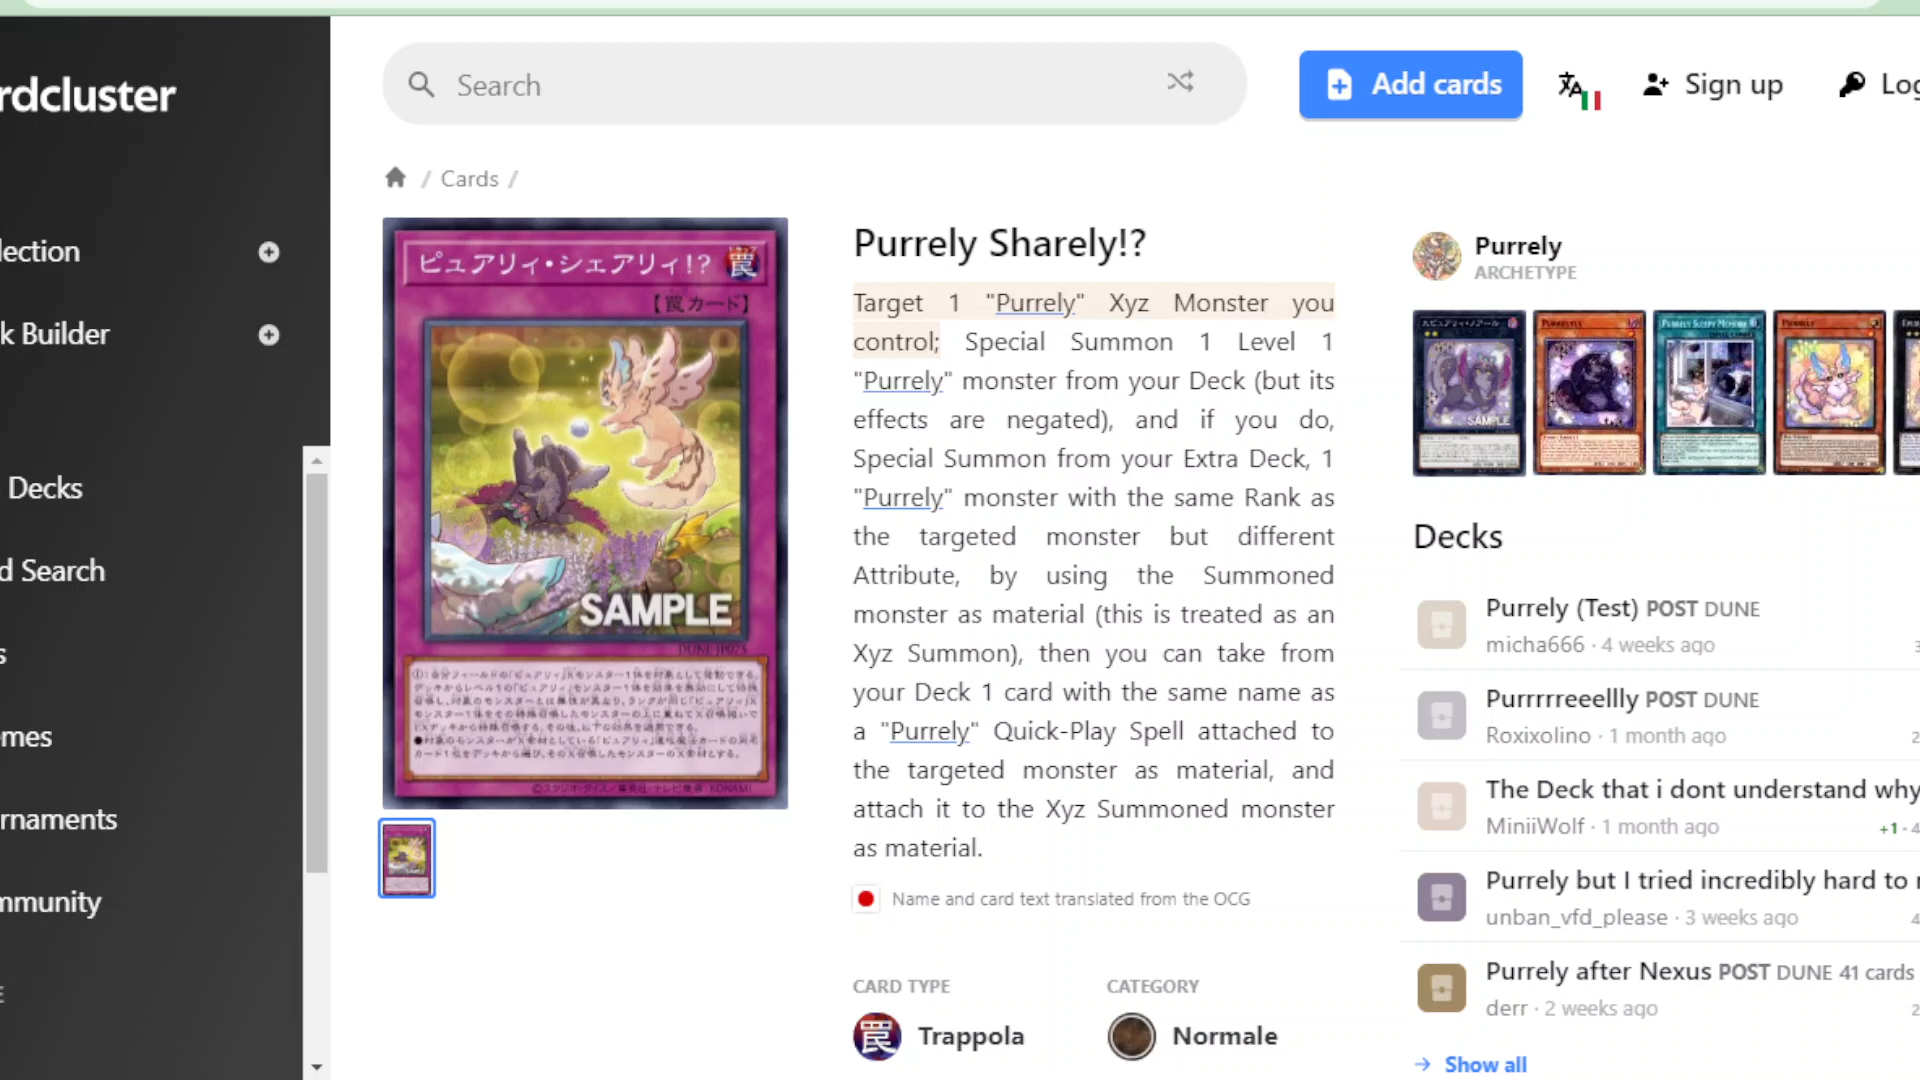 rdcluster
Search
Add cards
Sign up
Log
/ Cards /
lection
k Builder
Decks
d Search
s
mes
rnaments
mmunity
E
ピュアリィ・シェアリィ!?
罠
【罠カード】
SAMPLE
DUNE-JP075
Purrely Sharely!?
Target 1 "Purrely" Xyz Monster you
control; Special Summon 1 Level 1
"Purrely" monster from your Deck (but its
effects are negated), and if you do,
Special Summon from your Extra Deck, 1
"Purrely" monster with the same Rank as
the targeted monster but different
Attribute, by using the Summoned
monster as material (this is treated as an
Xyz Summon), then you can take from
your Deck 1 card with the same name as
a "Purrely" Quick-Play Spell attached to
the targeted monster as material, and
attach it to the Xyz Summoned monster
as material.
Name and card text translated from the OCG
CARD TYPE
罠 Trappola
CATEGORY
Normale
Purrely
ARCHETYPE
SAMPLE
Decks
Purrely (Test) POST DUNE
micha666 · 4 weeks ago
Purrrrreeellly POST DUNE
Roxixolino · 1 month ago
The Deck that i dont understand why
MiniiWolf · 1 month ago
+1 · 4
Purrely but I tried incredibly hard to
unban_vfd_please · 3 weeks ago
Purrely after Nexus POST DUNE 41 cards
derr · 2 weeks ago
Show all